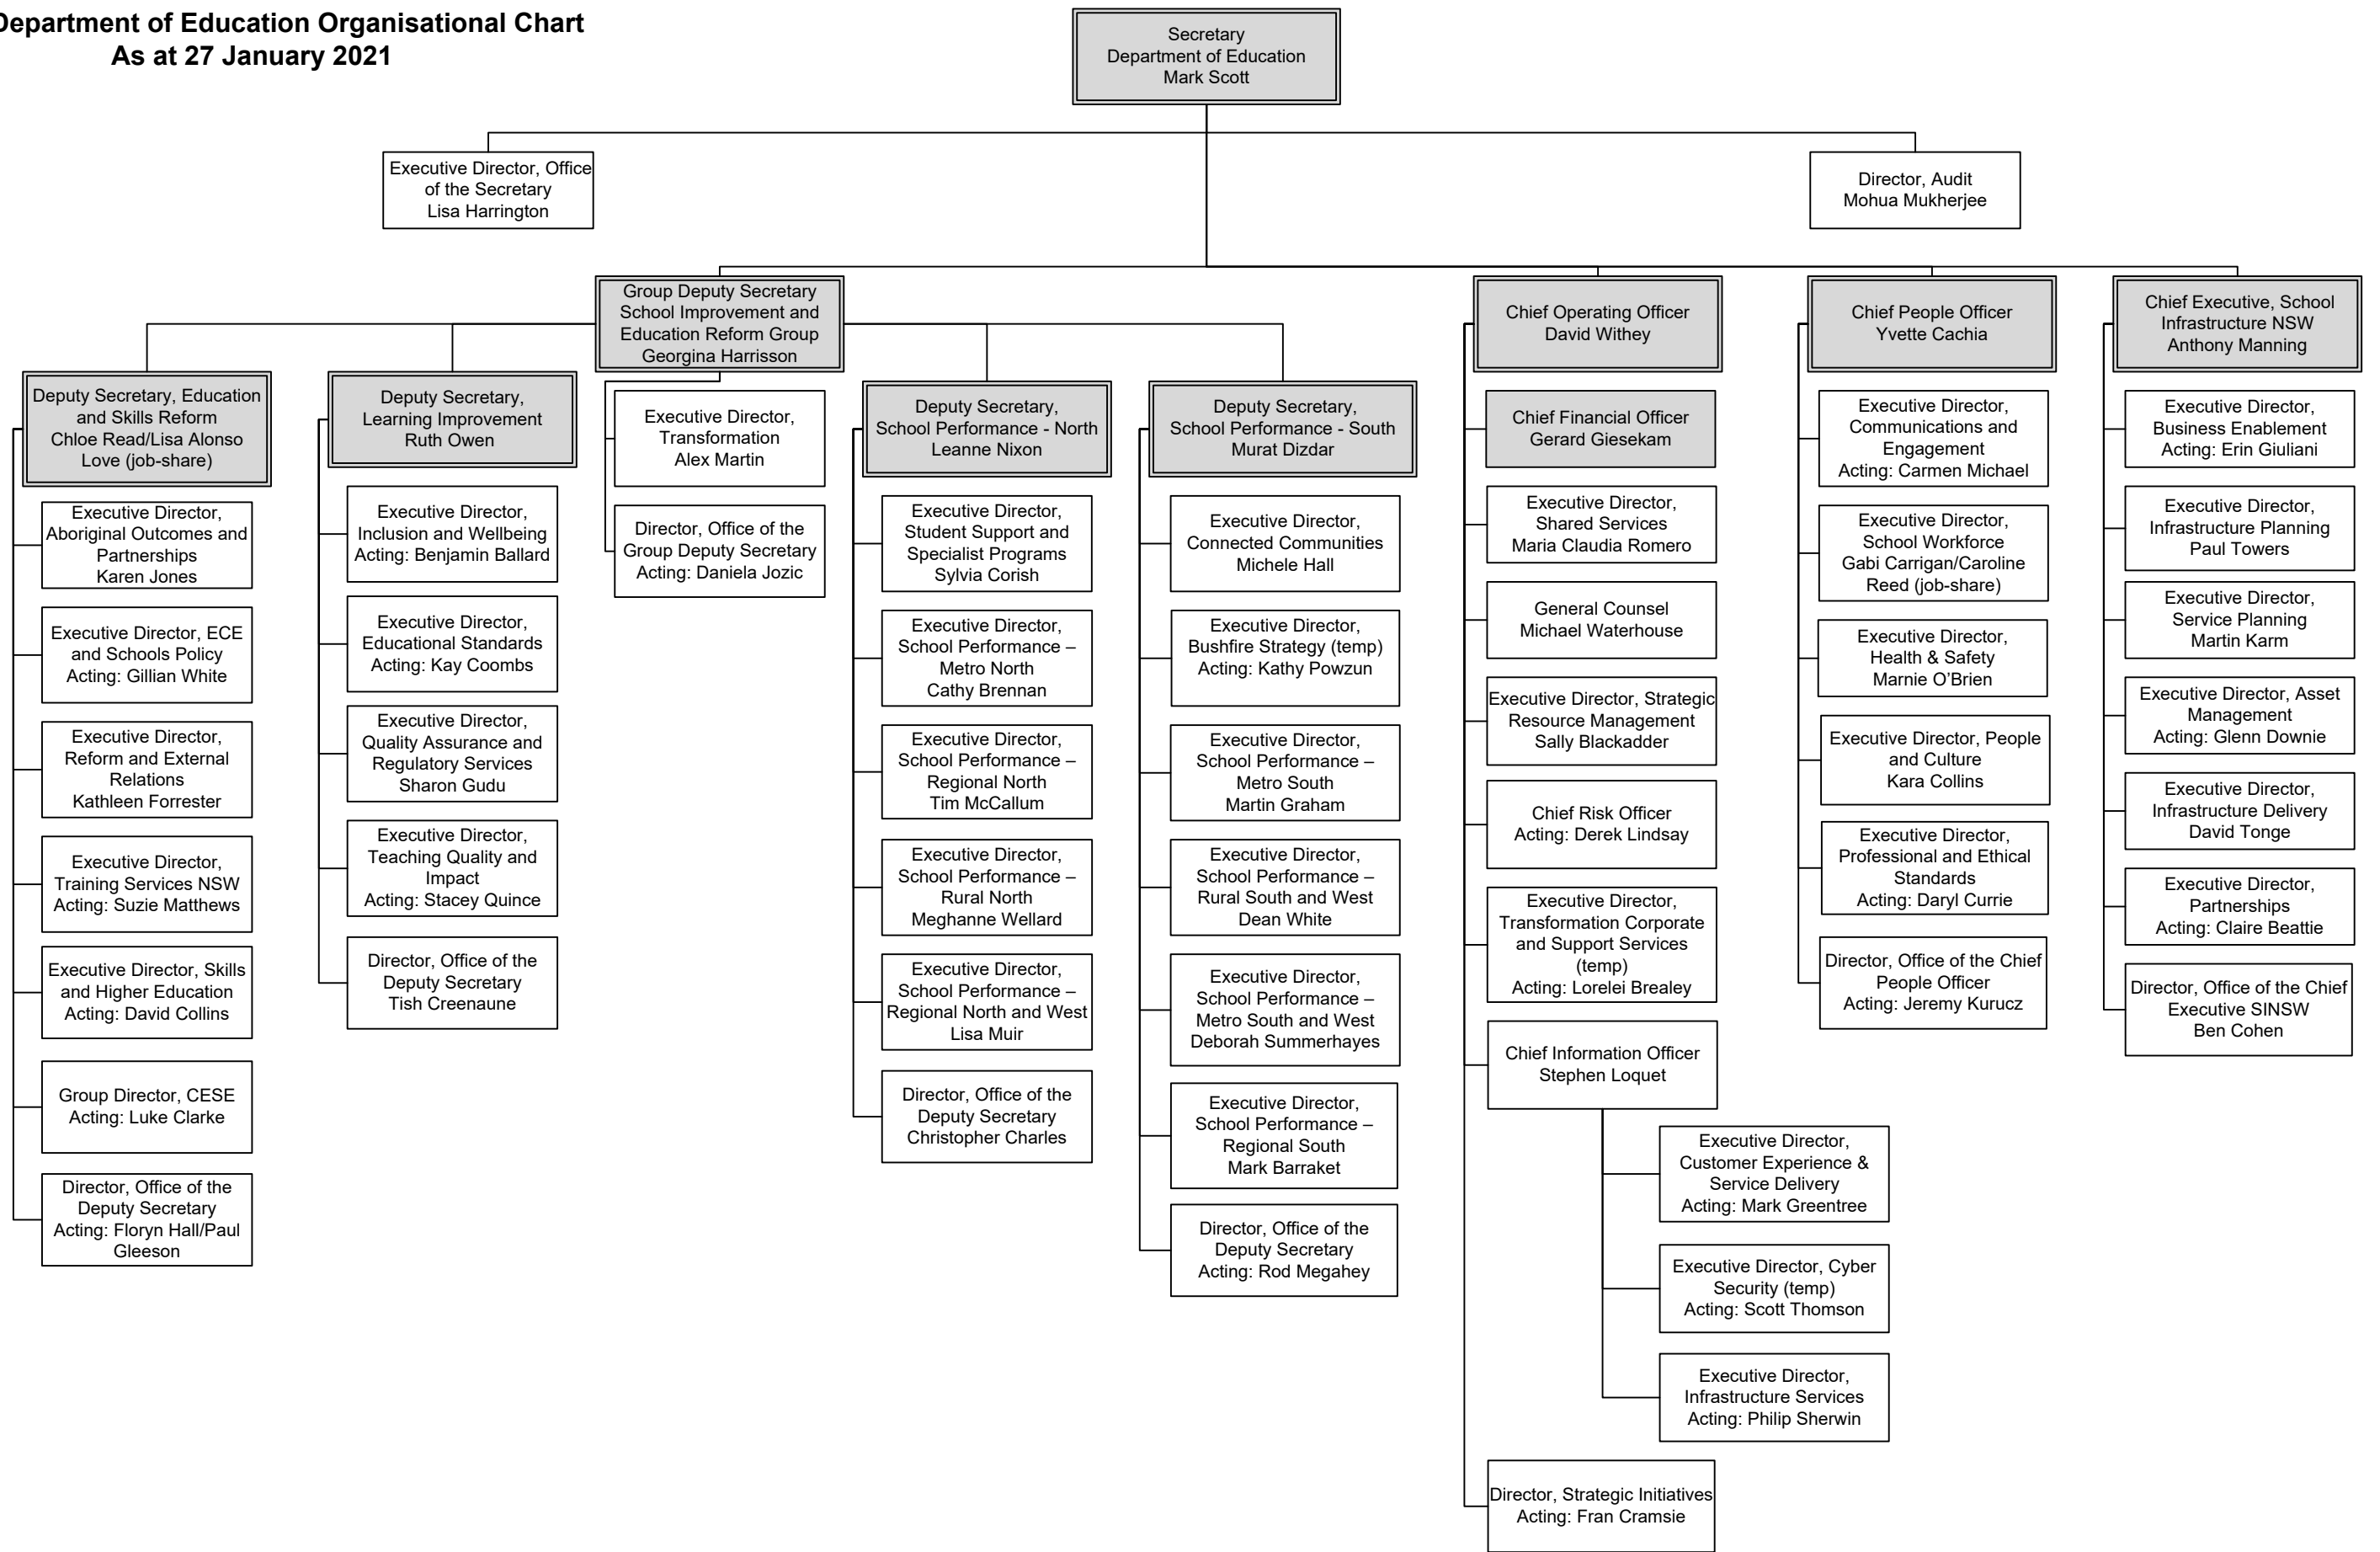 Department of Education Organisational Chart
As at 27 January 2021
Secretary
Department of Education
Mark Scott
Executive Director, Office
of the Secretary
Lisa Harrington
Director, Audit
Mohua Mukherjee
Group Deputy Secretary
School Improvement and
Education Reform Group
Georgina Harrisson
Chief Operating Officer
David Withey
Chief People Officer
Yvette Cachia
Chief Executive, School
Infrastructure NSW
Anthony Manning
Deputy Secretary, Education
and Skills Reform
Chloe Read/Lisa Alonso
Love (job-share)
Executive Director,
Aboriginal Outcomes and
Partnerships
Karen Jones
Executive Director, ECE
and Schools Policy
Acting: Gillian White
Executive Director,
Reform and External
Relations
Kathleen Forrester
Executive Director,
Training Services NSW
Acting: Suzie Matthews
Executive Director, Skills
and Higher Education
Acting: David Collins
Group Director, CESE
Acting: Luke Clarke
Director, Office of the
Deputy Secretary
Acting: Floryn Hall/Paul
Gleeson
Deputy Secretary,
Learning Improvement
Ruth Owen
Executive Director,
Inclusion and Wellbeing
Acting: Benjamin Ballard
Executive Director,
Educational Standards
Acting: Kay Coombs
Executive Director,
Quality Assurance and
Regulatory Services
Sharon Gudu
Executive Director,
Teaching Quality and
Impact
Acting: Stacey Quince
Director, Office of the
Deputy Secretary
Tish Creenaune
Executive Director,
Transformation
Alex Martin
Director, Office of the
Group Deputy Secretary
Acting: Daniela Jozic
Deputy Secretary,
School Performance - North
Leanne Nixon
Executive Director,
Student Support and
Specialist Programs
Sylvia Corish
Executive Director,
School Performance –
Metro North
Cathy Brennan
Executive Director,
School Performance –
Regional North
Tim McCallum
Executive Director,
School Performance –
Rural North
Meghanne Wellard
Executive Director,
School Performance –
Regional North and West
Lisa Muir
Director, Office of the
Deputy Secretary
Christopher Charles
Deputy Secretary,
School Performance - South
Murat Dizdar
Executive Director,
Connected Communities
Michele Hall
Executive Director,
Bushfire Strategy (temp)
Acting: Kathy Powzun
Executive Director,
School Performance –
Metro South
Martin Graham
Executive Director,
School Performance –
Rural South and West
Dean White
Executive Director,
School Performance –
Metro South and West
Deborah Summerhayes
Executive Director,
School Performance –
Regional South
Mark Barraket
Director, Office of the
Deputy Secretary
Acting: Rod Megahey
Chief Financial Officer
Gerard Giesekam
Executive Director,
Shared Services
Maria Claudia Romero
General Counsel
Michael Waterhouse
Executive Director, Strategic
Resource Management
Sally Blackadder
Chief Risk Officer
Acting: Derek Lindsay
Executive Director,
Transformation Corporate
and Support Services
(temp)
Acting: Lorelei Brealey
Chief Information Officer
Stephen Loquet
Executive Director,
Customer Experience &
Service Delivery
Acting: Mark Greentree
Executive Director, Cyber
Security (temp)
Acting: Scott Thomson
Executive Director,
Infrastructure Services
Acting: Philip Sherwin
Director, Strategic Initiatives
Acting: Fran Cramsie
Executive Director,
Communications and
Engagement
Acting: Carmen Michael
Executive Director,
School Workforce
Gabi Carrigan/Caroline
Reed (job-share)
Executive Director,
Health & Safety
Marnie O’Brien
Executive Director, People
and Culture
Kara Collins
Executive Director,
Professional and Ethical
Standards
Acting: Daryl Currie
Director, Office of the Chief
People Officer
Acting: Jeremy Kurucz
Executive Director,
Business Enablement
Acting: Erin Giuliani
Executive Director,
Infrastructure Planning
Paul Towers
Executive Director,
Service Planning
Martin Karm
Executive Director, Asset
Management
Acting: Glenn Downie
Executive Director,
Infrastructure Delivery
David Tonge
Executive Director,
Partnerships
Acting: Claire Beattie
Director, Office of the Chief
Executive SINSW
Ben Cohen